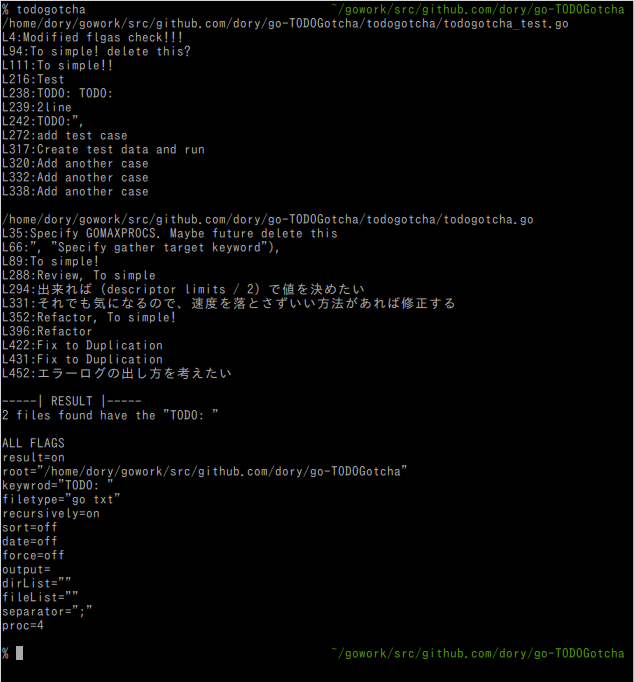 % todogotcha ~/gowork/src/github.com/dory/go-TODOGotcha
/home/dory/gowork/src/github.com/dory/go-TODOGotcha/todogotcha/todogotcha_test.go
L4:Modified flgas check!!!
L94:To simple! delete this?
L111:To simple!!
L216:Test
L238:TODO: TODO:
L239:2line
L242:TODO:",
L272:add test case
L317:Create test data and run
L320:Add another case
L332:Add another case
L338:Add another case
/home/dory/gowork/src/github.com/dory/go-TODOGotcha/todogotcha/todogotcha.go
L35:Specify GOMAXPROCS. Maybe future delete this
L66:", "Specify gather target keyword"),
L89:To simple!
L288:Review, To simple
L294:出来れば (descriptor limits / 2) で値を決めたい
L331:それでも気になるので、速度を落とさずいい方法があれば修正する
L352:Refactor, To simple!
L396:Refactor
L422:Fix to Duplication
L431:Fix to Duplication
L452:エラーログの出し方を考えたい
-----| RESULT |-----
2 files found have the "TODO: "
ALL FLAGS
result=on
root="/home/dory/gowork/src/github.com/dory/go-TODOGotcha"
keywrod="TODO: "
filetype="go txt"
recursively=on
sort=off
date=off
force=off
output=
dirList=""
fileList=""
separator=";"
proc=4
% ~/gowork/src/github.com/dory/go-TODOGotcha